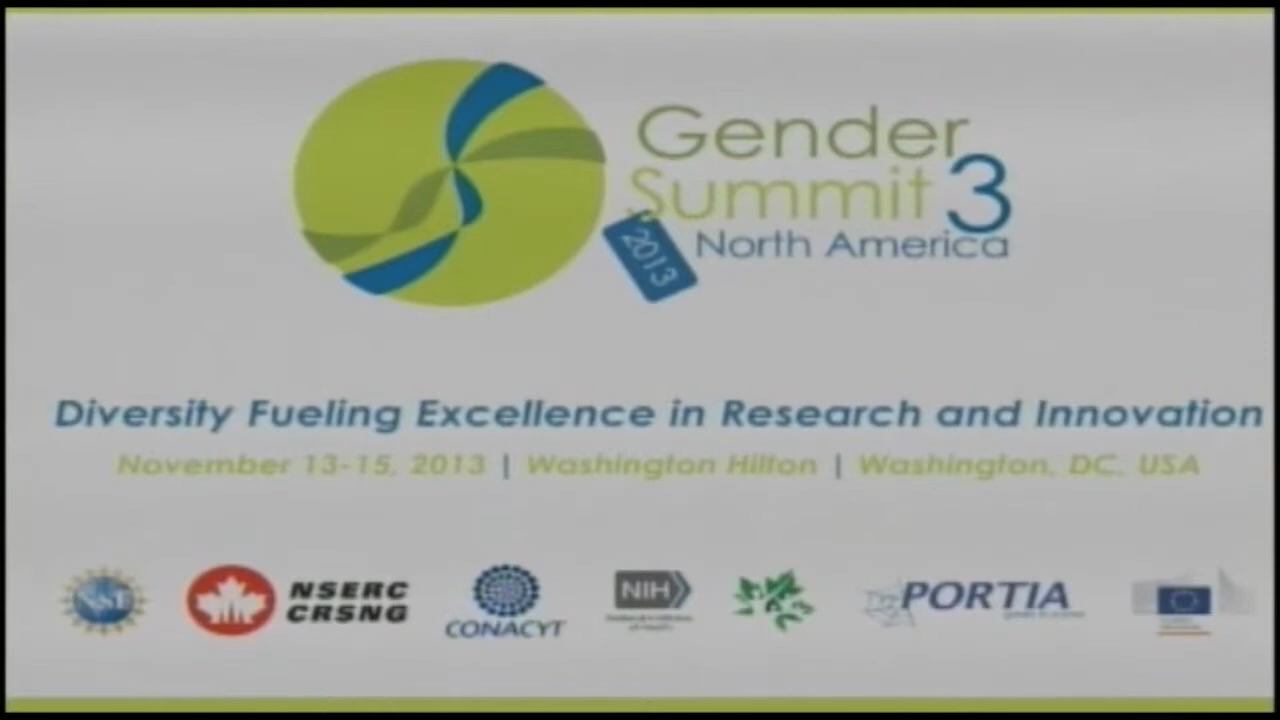 Gender
Summit 3
2013
North America
Diversity Fueling Excellence in Research and Innovation
November 13-15, 2013 | Washington Hilton | Washington, DC, USA
NSF
NSERC
CRSNG
CONACYT
NIH
PORTIA